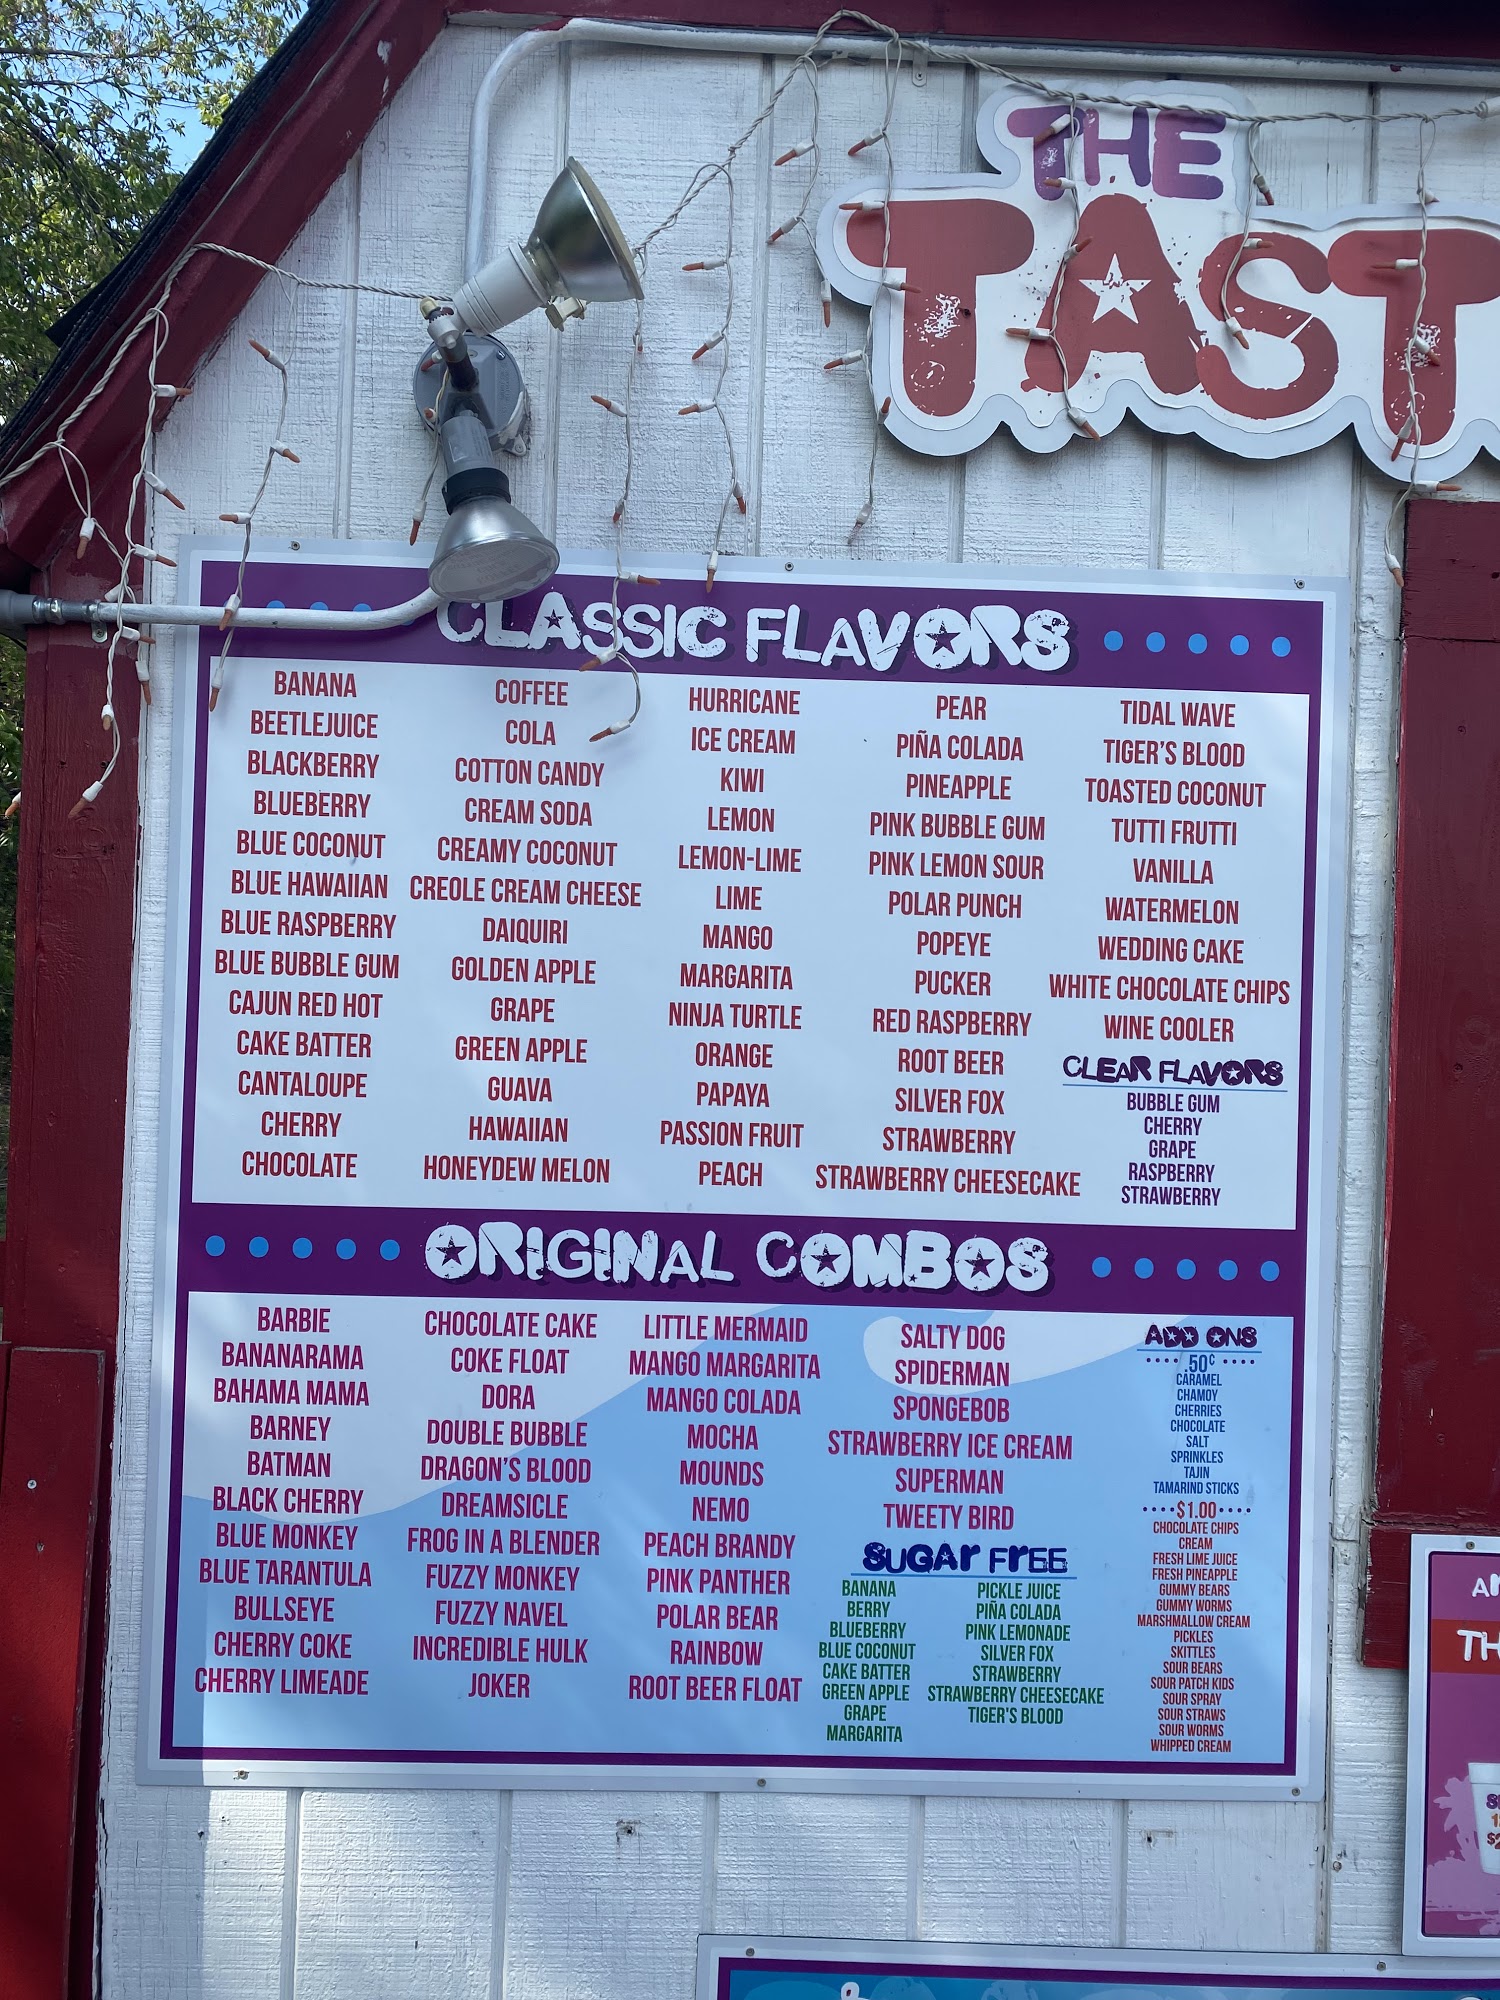 THE
TAST
CLASSIC FLAVORS
BANANA
BEETLEJUICE
BLACKBERRY
BLUEBERRY
BLUE COCONUT
BLUE HAWAIIAN
BLUE RASPBERRY
BLUE BUBBLE GUM
CAJUN RED HOT
CAKE BATTER
CANTALOUPE
CHERRY
CHOCOLATE
COFFEE
COLA
COTTON CANDY
CREAM SODA
CREAMY COCONUT
CREOLE CREAM CHEESE
DAIQUIRI
GOLDEN APPLE
GRAPE
GREEN APPLE
GUAVA
HAWAIIAN
HONEYDEW MELON
HURRICANE
ICE CREAM
KIWI
LEMON
LEMON-LIME
LIME
MANGO
MARGARITA
NINJA TURTLE
ORANGE
PAPAYA
PASSION FRUIT
PEACH
PEAR
PIÑA COLADA
PINEAPPLE
PINK BUBBLE GUM
PINK LEMON SOUR
POLAR PUNCH
POPEYE
PUCKER
RED RASPBERRY
ROOT BEER
SILVER FOX
STRAWBERRY
STRAWBERRY CHEESECAKE
TIDAL WAVE
TIGER'S BLOOD
TOASTED COCONUT
TUTTI FRUTTI
VANILLA
WATERMELON
WEDDING CAKE
WHITE CHOCOLATE CHIPS
WINE COOLER
CLEAR FLAVORS
BUBBLE GUM
CHERRY
GRAPE
RASPBERRY
STRAWBERRY
ORIGINAL COMBOS
BARBIE
BANANARAMA
BAHAMA MAMA
BARNEY
BATMAN
BLACK CHERRY
BLUE MONKEY
BLUE TARANTULA
BULLSEYE
CHERRY COKE
CHERRY LIMEADE
CHOCOLATE CAKE
COKE FLOAT
DORA
DOUBLE BUBBLE
DRAGON'S BLOOD
DREAMSICLE
FROG IN A BLENDER
FUZZY MONKEY
FUZZY NAVEL
INCREDIBLE HULK
JOKER
LITTLE MERMAID
MANGO MARGARITA
MANGO COLADA
MOCHA
MOUNDS
NEMO
PEACH BRANDY
PINK PANTHER
POLAR BEAR
RAINBOW
ROOT BEER FLOAT
SALTY DOG
SPIDERMAN
SPONGEBOB
STRAWBERRY ICE CREAM
SUPERMAN
TWEETY BIRD
SUGAR FREE
BANANA
BERRY
BLUEBERRY
BLUE COCONUT
CAKE BATTER
GREEN APPLE
GRAPE
MARGARITA
PICKLE JUICE
PIÑA COLADA
PINK LEMONADE
SILVER FOX
STRAWBERRY
STRAWBERRY CHEESECAKE
TIGER'S BLOOD
ADD ONS
.50¢
CARAMEL
CHAMOY
CHERRIES
CHOCOLATE
SALT
SPRINKLES
TAJIN
TAMARIND STICKS
$1.00
CHOCOLATE CHIPS
CREAM
FRESH LIME JUICE
FRESH PINEAPPLE
GUMMY BEARS
GUMMY WORMS
MARSHMALLOW CREAM
PICKLES
SKITTLES
SOUR BEARS
SOUR PATCH KIDS
SOUR SPRAY
SOUR STRAWS
SOUR WORMS
WHIPPED CREAM
TH